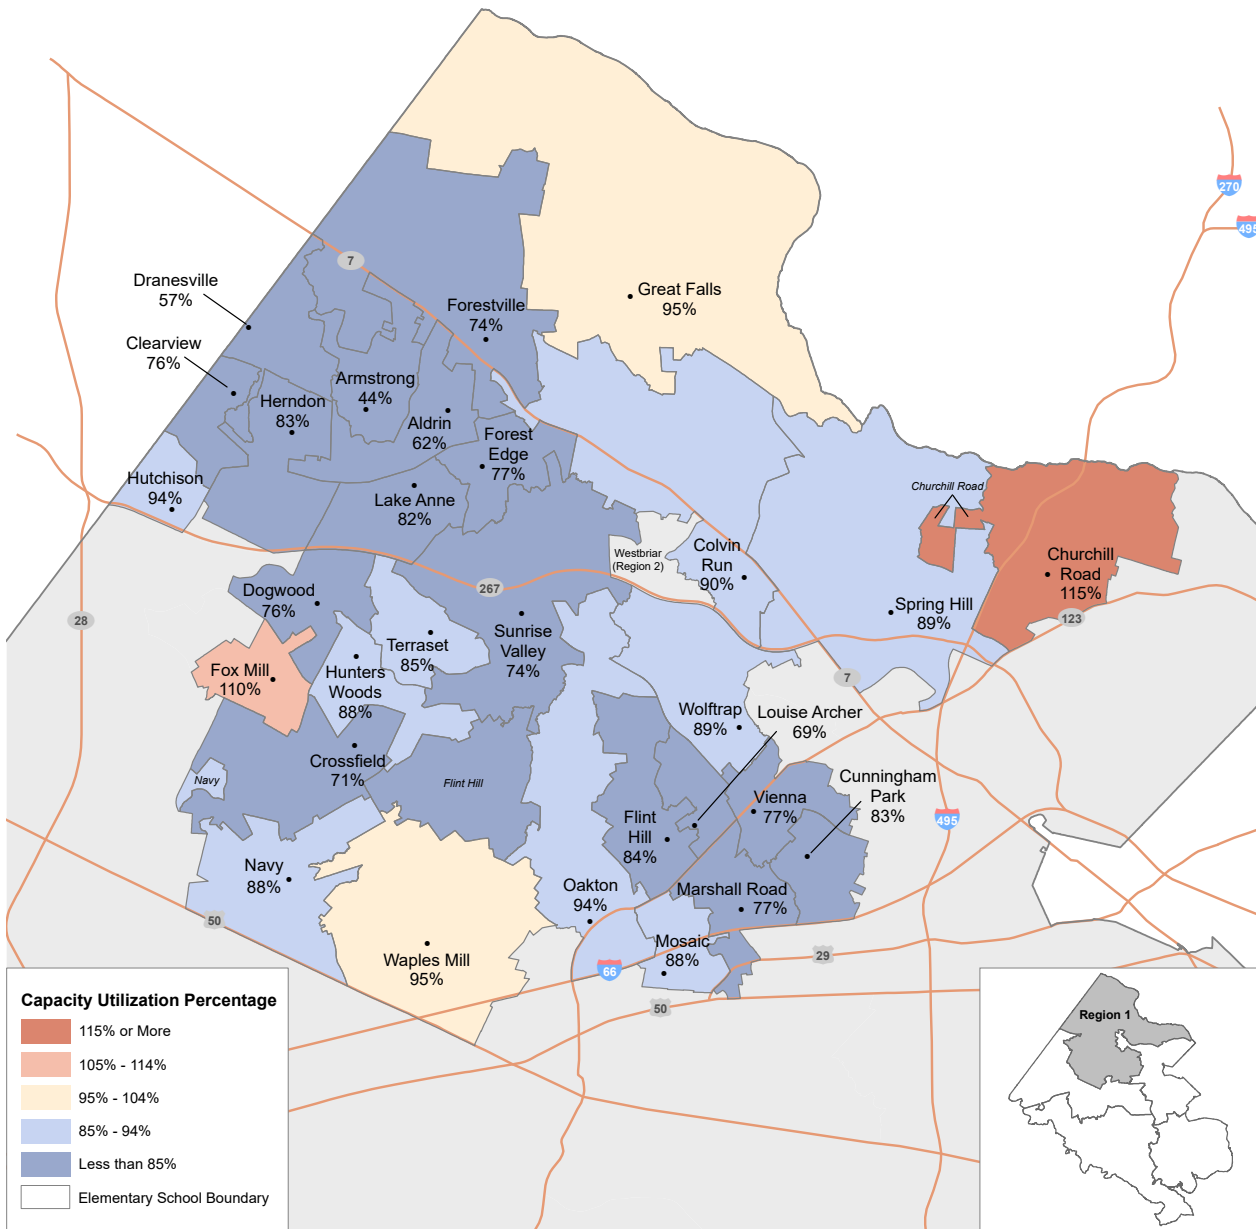 270
495
7
Great Falls
95%
Dranesville
57%
Forestville
74%
Clearview
76%
Armstrong
44%
Herndon
83%
Aldrin
62%
Forest
Edge
77%
Hutchison
94%
Lake Anne
82%
Churchill Road
Westbriar
(Region 2)
Colvin
Run
90%
Churchill
Road
115%
267
Dogwood
76%
Spring Hill
89%
123
28
Terraset
85%
Sunrise
Valley
74%
Fox Mill
110%
Hunters
Woods
88%
7
Wolftrap
89%
Louise Archer
69%
Crossfield
71%
Navy
Flint Hill
Cunningham
Park
83%
Vienna
77%
Flint
Hill
84%
495
Navy
88%
Oakton
94%
Marshall Road
77%
50
Mosaic
88%
Waples Mill
95%
66
29
50
Capacity Utilization Percentage
115% or More
105% - 114%
95% - 104%
85% - 94%
Less than 85%
Elementary School Boundary
Region 1